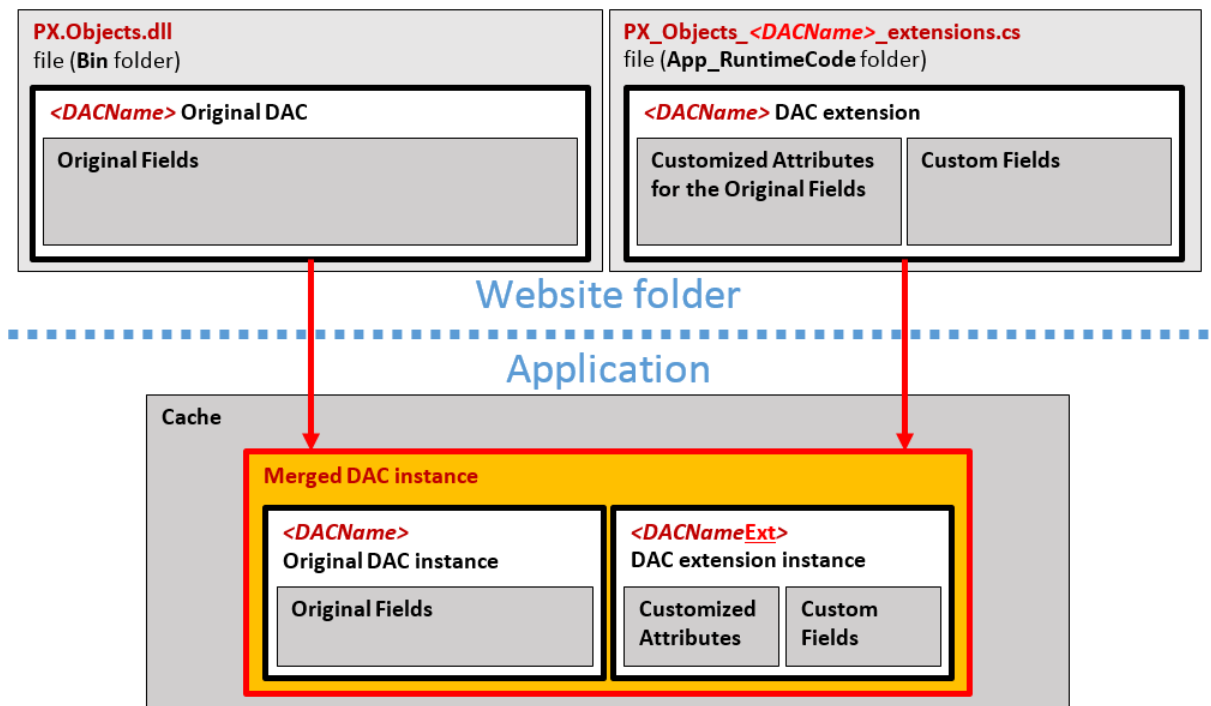 PX.Objects.dll
file (Bin folder)
<DACName> Original DAC
Original Fields
PX_Objects_<DACName>_extensions.cs
file (App_RuntimeCode folder)
<DACName> DAC extension
Customized Attributes
for the Original Fields
Custom Fields
Website folder
Application
Cache
Merged DAC instance
<DACName>
Original DAC instance
Original Fields
<DACNameExt>
DAC extension instance
Customized
Attributes
Custom
Fields